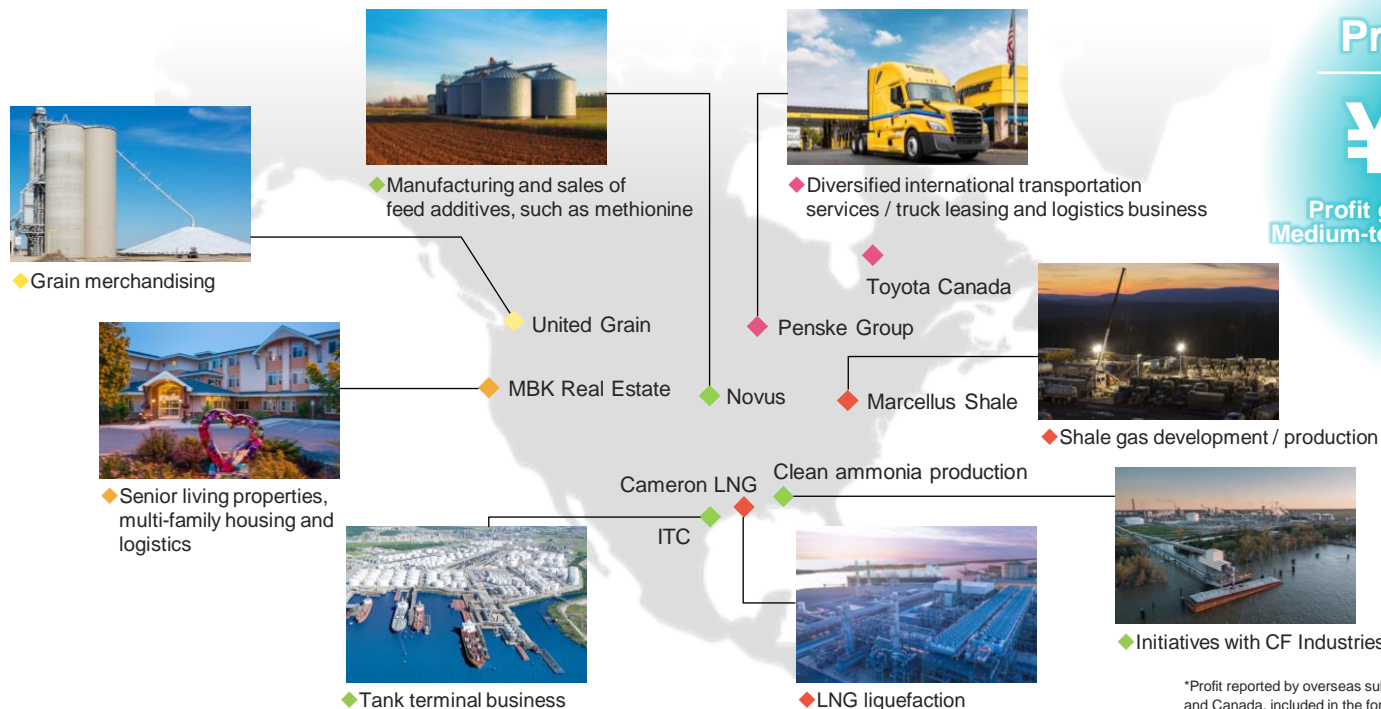 Pr
¥
Profit g
Medium-te
Manufacturing and sales of
feed additives, such as methionine
Diversified international transportation
services / truck leasing and logistics business
Toyota Canada
Grain merchandising
United Grain
Penske Group
MBK Real Estate
Novus
Marcellus Shale
Shale gas development / production
Senior living properties,
multi-family housing and
logistics
Cameron LNG
Clean ammonia production
ITC
Tank terminal business
LNG liquefaction
Initiatives with CF Industries
*Profit reported by overseas su
and Canada, included in the for